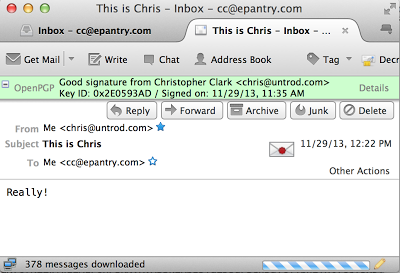 This is Chris - Inbox - cc@epantry.com
Inbox - cc@epantry.com
This is Chris - Inbox - ...
Get Mail Write Chat Address Book Tag Decr
OpenPGP Good signature from Christopher Clark <chris@untrod.com> Details
Key ID: 0x2E0593AD / Signed on: 11/29/13, 11:35 AM
Reply Forward Archive Junk Delete
From Me <chris@untrod.com>
Subject This is Chris 11/29/13, 12:22 PM
To Me <cc@epantry.com>
Other Actions
Really!
378 messages downloaded